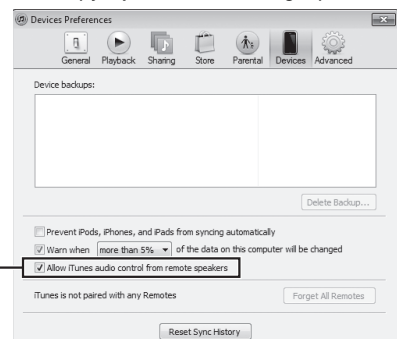 Devices Preferences
General Playback Sharing Store Parental Devices Advanced
Device backups:
Delete Backup...
Prevent iPods, iPhones, and iPads from syncing automatically
Warn when more than 5% of the data on this computer will be changed
Allow iTunes audio control from remote speakers
iTunes is not paired with any Remotes Forget All Remotes
Reset Sync History